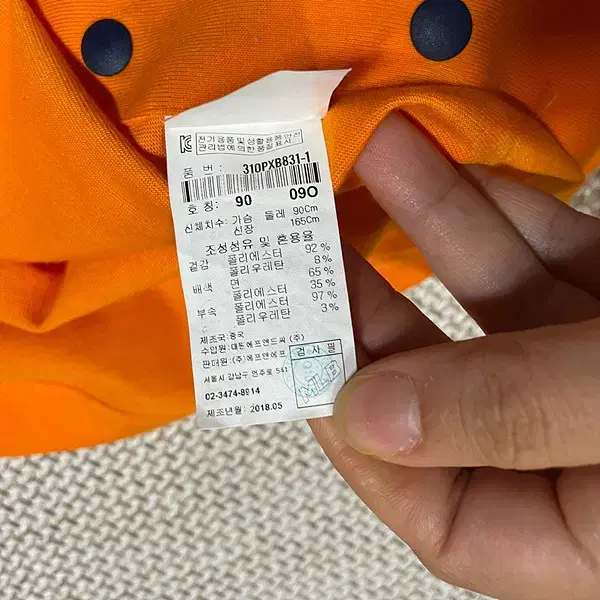 전기용품 및 생활용품 안전
관리법에 의한 품질표시
품 번: 310PXB831-1
호 칭: 90 09O
신체치수: 가슴 둘레 90Cm
신장 165Cm
조성섬유 및 혼용율
겉감 폴리에스터 92%
폴리우레탄 8%
배색 면 65%
폴리에스터 35%
부속 폴리에스터 97%
폴리우레탄 3%
제조국: 중국
수입원: 대튼에프앤드씨(주)
판매원: (주)에프앤에프
서울시 강남구 언주로 541
02-3474-8914
제조년월: 2018.05
검 사 필
MLB